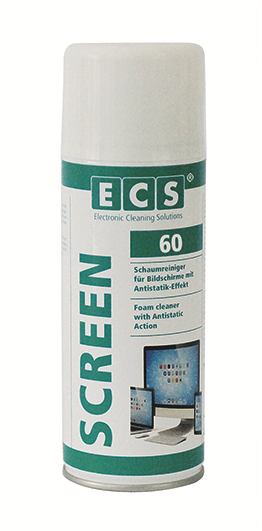 ECS®
Electronic Cleaning Solutions
60
Schaumreiniger
für Bildschirme mit
Antistatik-Effekt
Foam cleaner
with Antistatic
Action
SCREEN